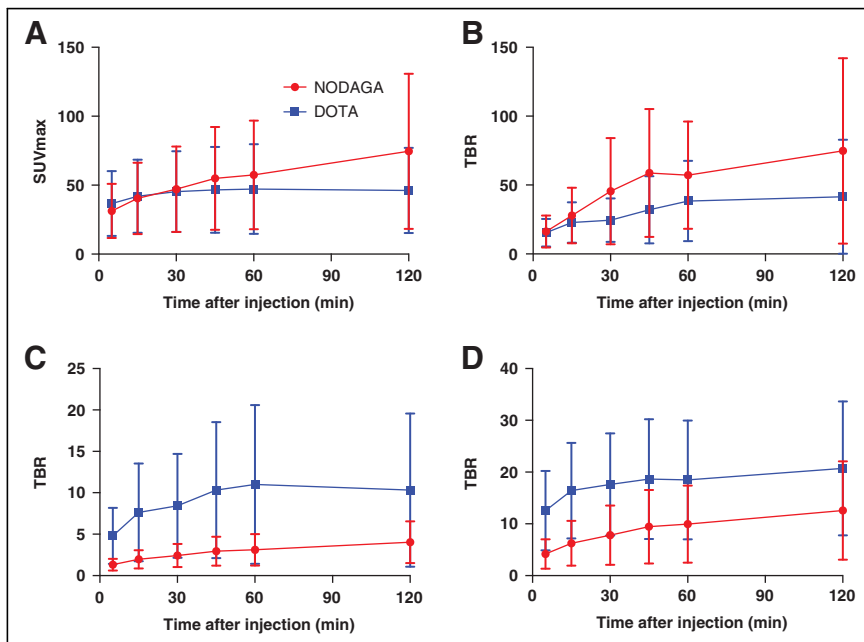 A
150
100
50
0
SUVmax
NODAGA
DOTA
0 30 60 90 120
Time after injection (min)
B
150
100
50
0
TBR
0 30 60 90 120
Time after injection (min)
C
25
20
15
10
5
0
TBR
0 30 60 90 120
Time after injection (min)
D
40
30
20
10
0
TBR
0 30 60 90 120
Time after injection (min)